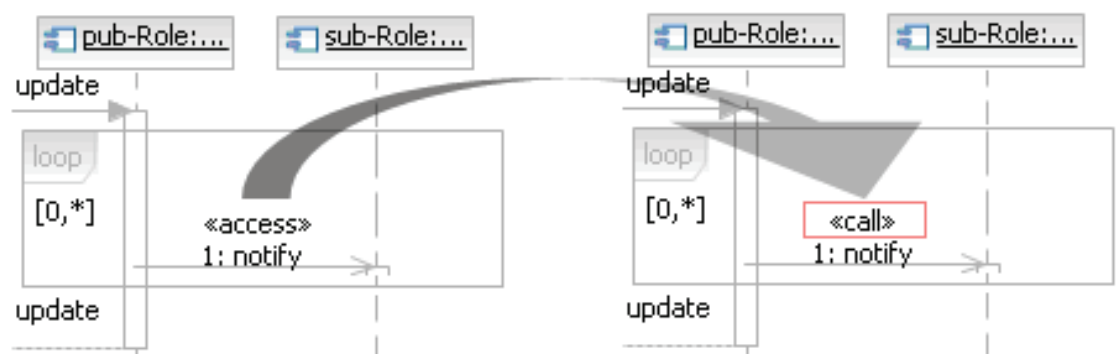 pub-Role:...
sub-Role:...
update
loop
[0,*]
«access»
1: notify
update
pub-Role:...
sub-Role:...
update
loop
[0,*]
«call»
1: notify
update